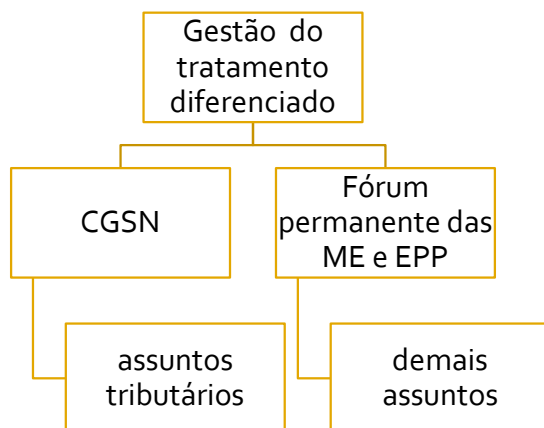 Gestão do
tratamento
diferenciado
CGSN
Fórum
permanente das
ME e EPP
assuntos
tributários
demais
assuntos